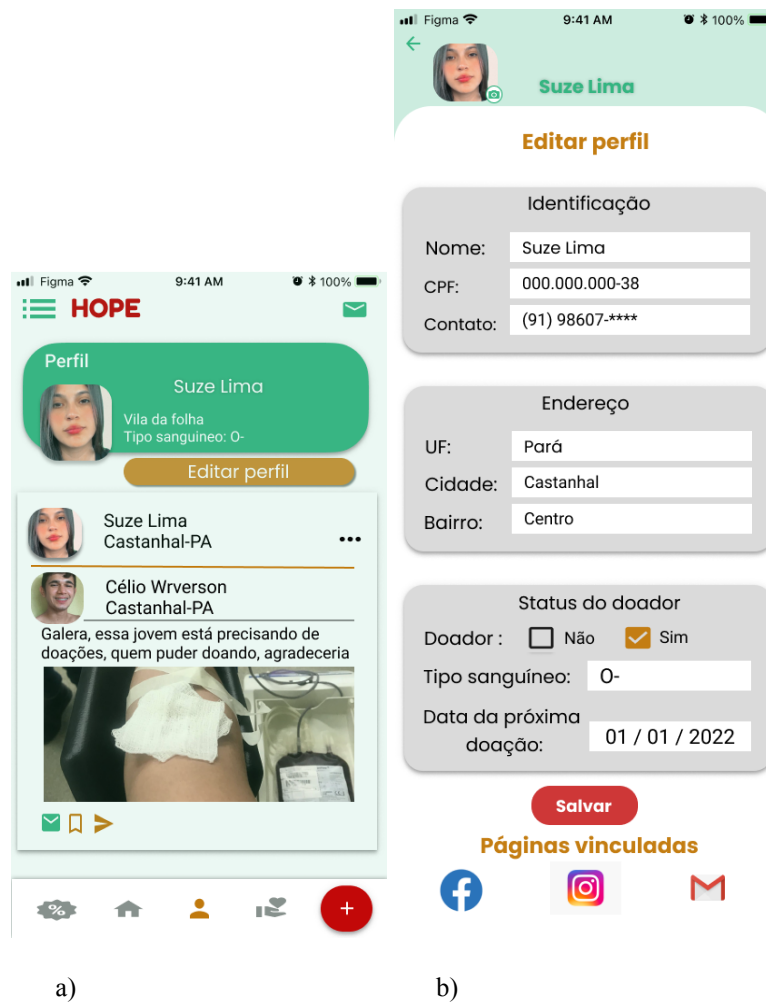 Figma 9:41 AM 100%
HOPE
Perfil
Suze Lima
Vila da folha
Tipo sanguineo: O-
Editar perfil
Suze Lima
Castanhal-PA
Célio Wrverson
Castanhal-PA
Galera, essa jovem está precisando de
doações, quem puder doando, agradeceria
%
+
a)
Figma 9:41 AM 100%
Suze Lima
Editar perfil
Identificação
Nome: Suze Lima
CPF: 000.000.000-38
Contato: (91) 98607-****
Endereço
UF: Pará
Cidade: Castanhal
Bairro: Centro
Status do doador
Doador : Não Sim
Tipo sanguíneo: O-
Data da próxima
doação: 01 / 01 / 2022
Salvar
Páginas vinculadas
b)